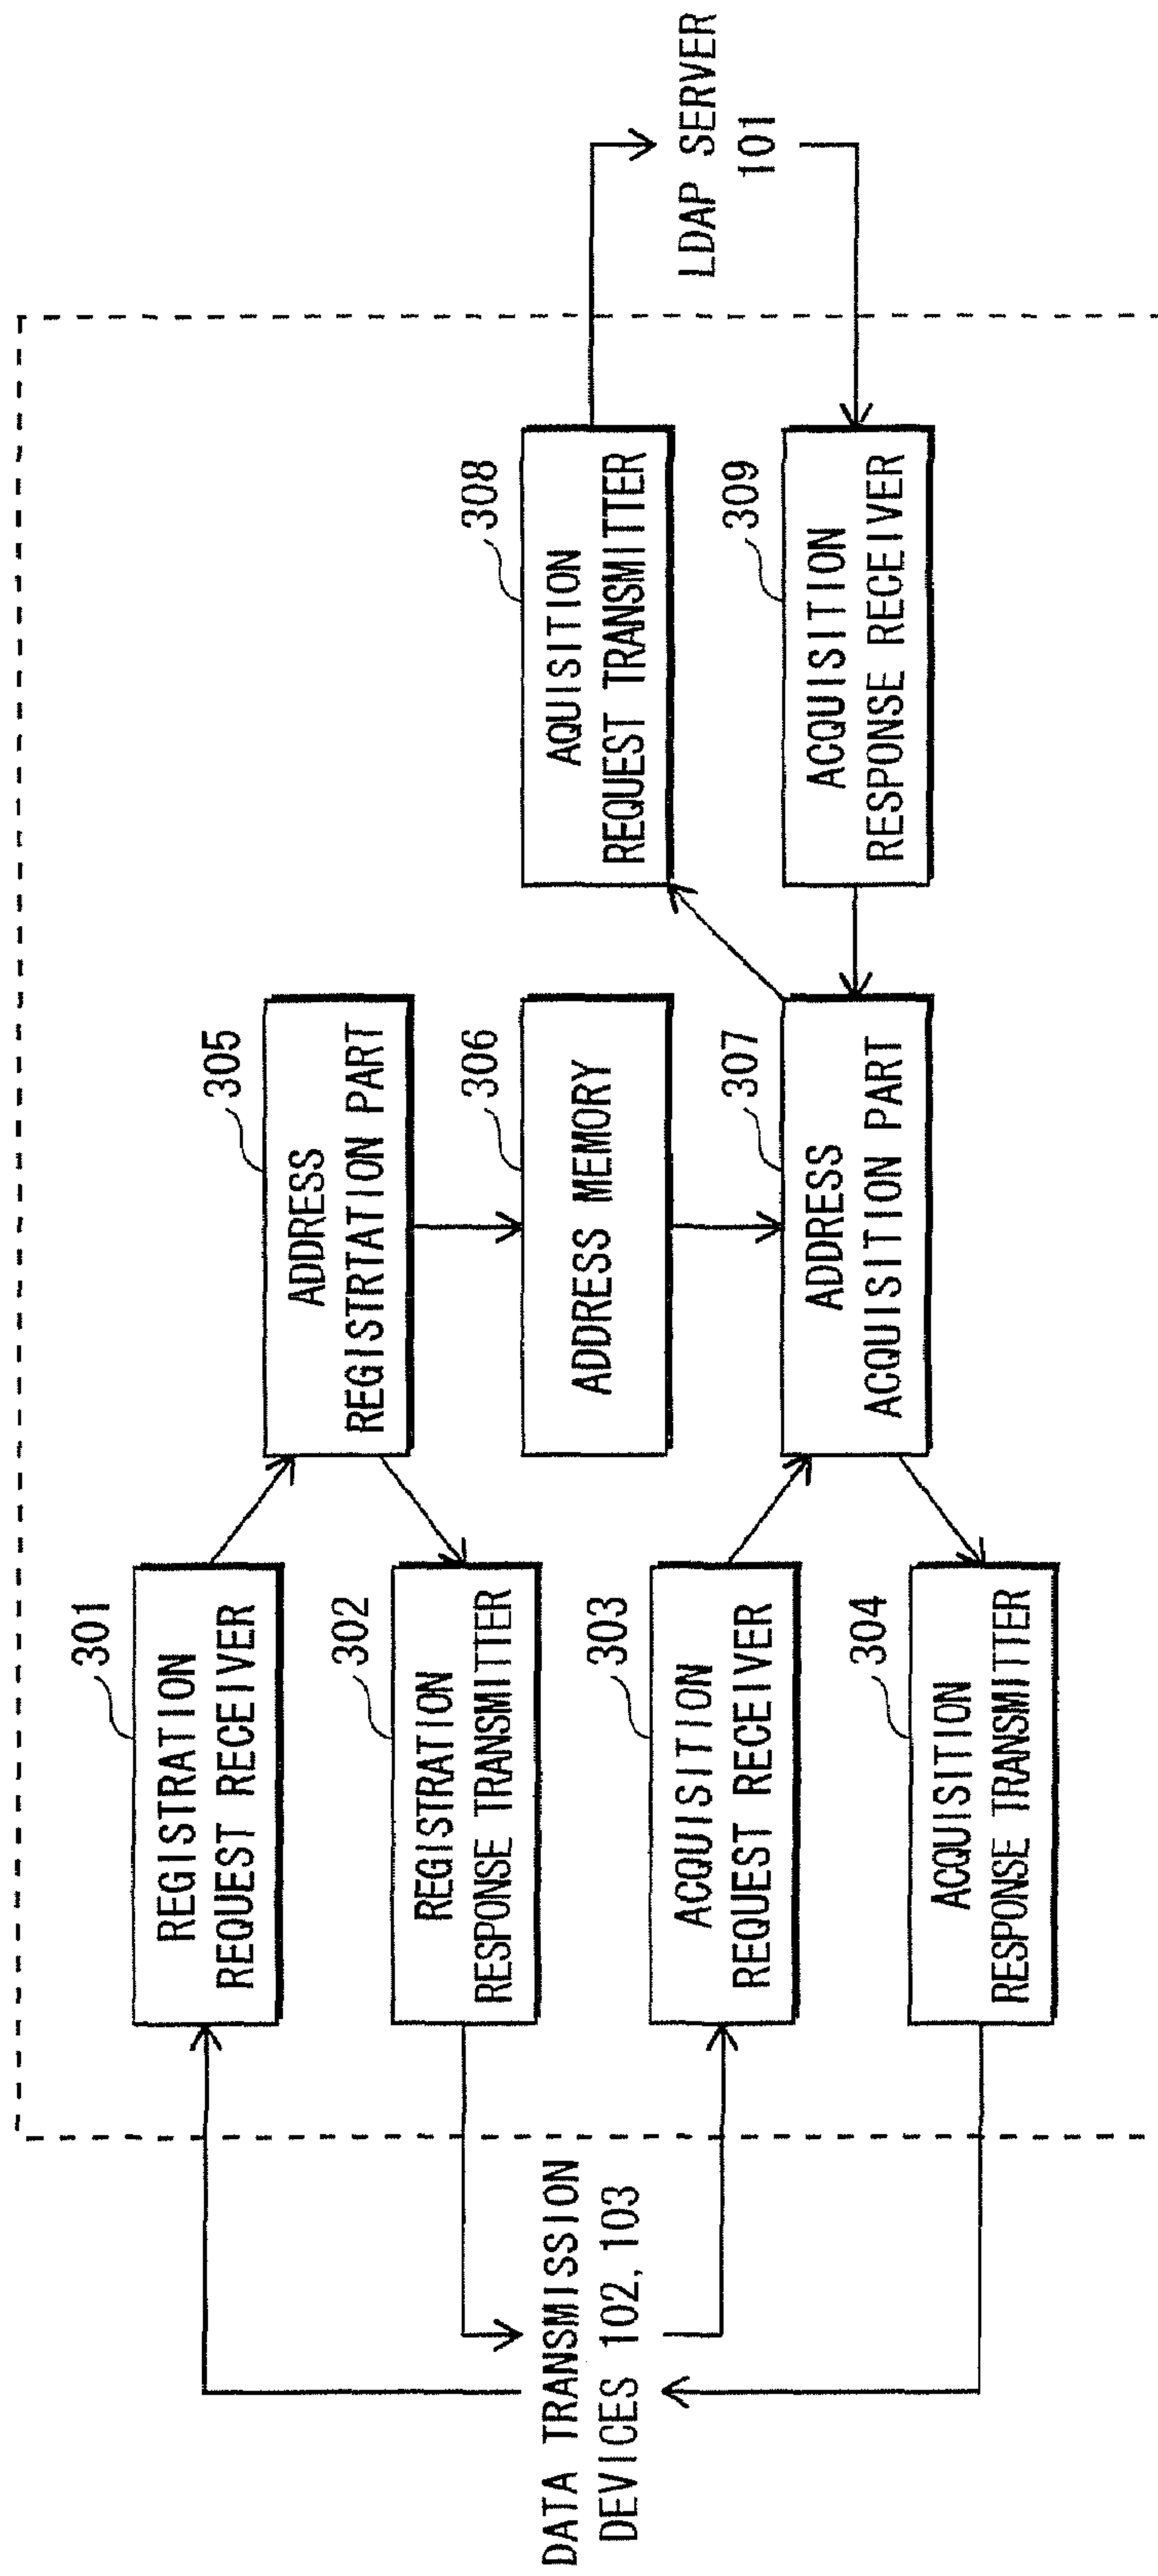 301
REGISTRATION
REQUEST RECEIVER
302
REGISTRATION
RESPONSE TRANSMITTER
303
ACQUISITION
REQUEST RECEIVER
304
ACQUISITION
RESPONSE TRANSMITTER
DATA TRANSMISSION
DEVICES 102, 103
305
ADDRESS
REGISTRTATION PART
306
ADDRESS MEMORY
307
ADDRESS
ACQUISITION PART
308
AQUISITION
REQUEST TRANSMITTER
309
ACQUISITION
RESPONSE RECEIVER
LDAP SERVER
101